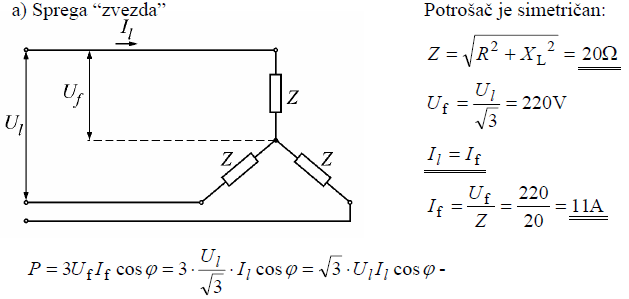 a) Sprega “zvezda”
Potrošač je simetričan:
I_l
Z = √(R² + X_L²) = 20Ω
U_f
Z
U_f = U_l / √3 = 220V
U_l
Z
Z
I_l = I_f
I_f = U_f / Z = 220 / 20 = 11A
P = 3U_f I_f cos φ = 3 · U_l / √3 · I_l cos φ = √3 · U_l I_l cos φ -